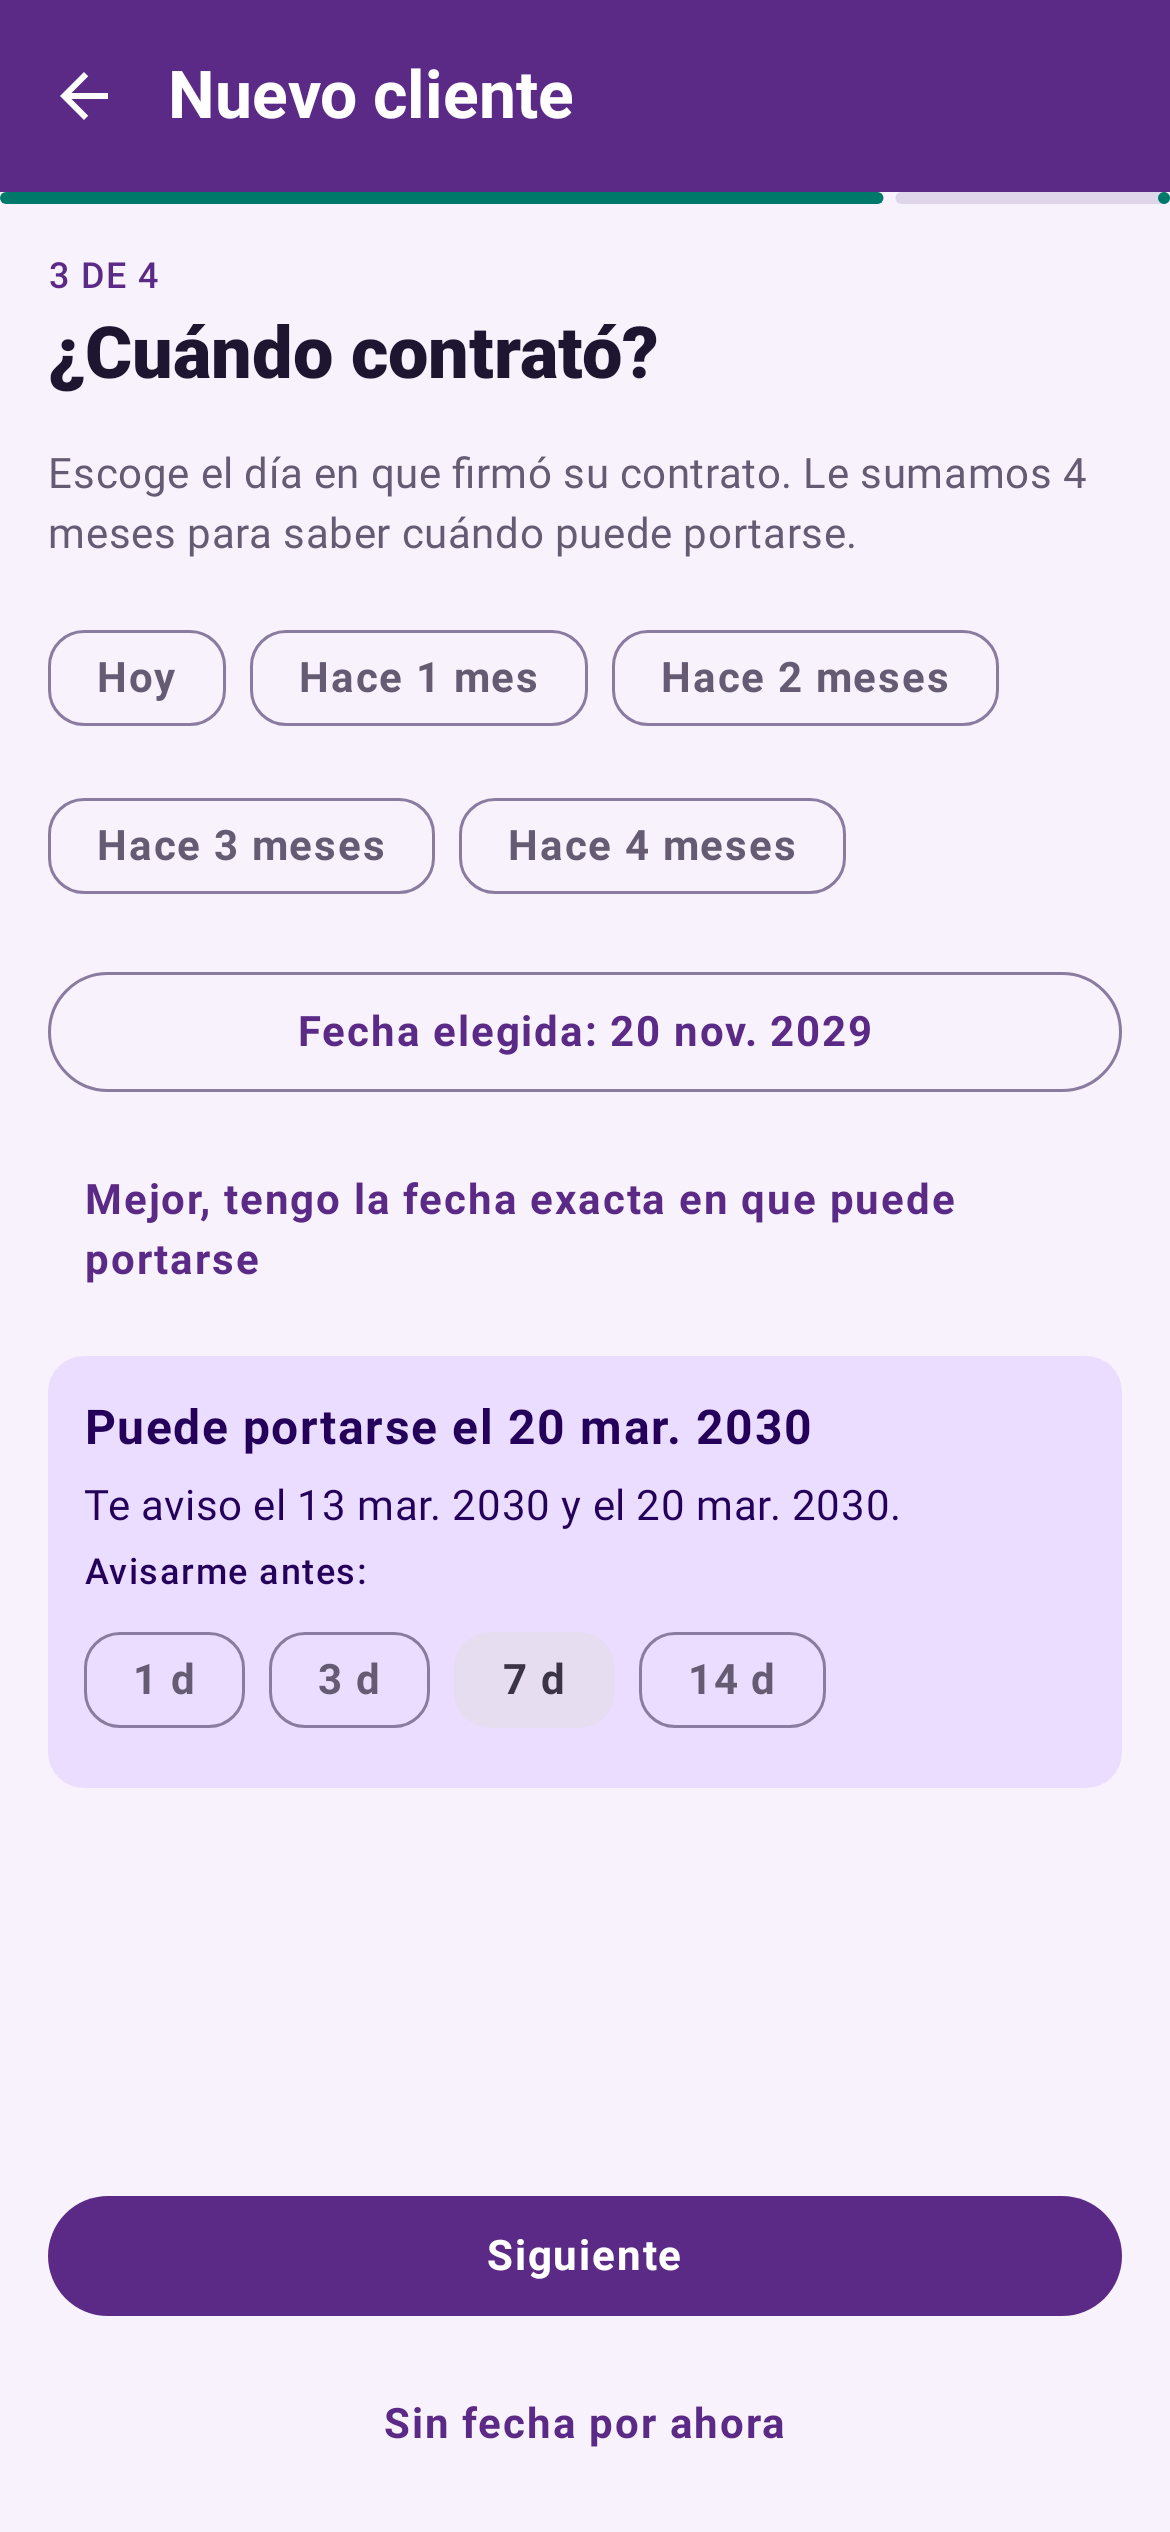 Nuevo cliente
3 DE 4
¿Cuándo contrató?
Escoge el día en que firmó su contrato. Le sumamos 4
meses para saber cuándo puede portarse.
Hoy
Hace 1 mes
Hace 2 meses
Hace 3 meses
Hace 4 meses
Fecha elegida: 20 nov. 2029
Mejor, tengo la fecha exacta en que puede
portarse
Puede portarse el 20 mar. 2030
Te aviso el 13 mar. 2030 y el 20 mar. 2030.
Avisarme antes:
1 d
3 d
7 d
14 d
Siguiente
Sin fecha por ahora